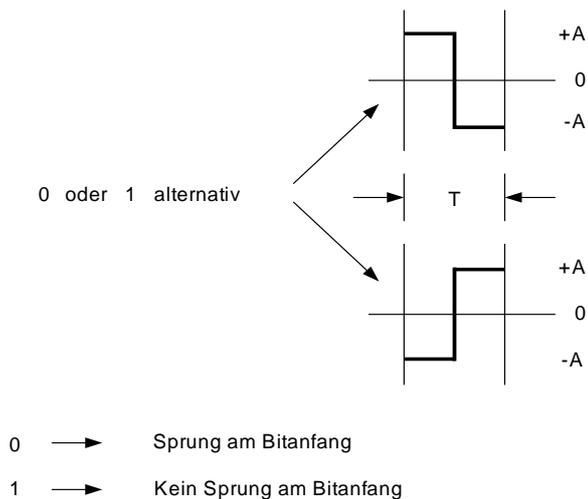 +A
0
-A
0 oder 1 alternativ
T
+A
0
-A
0 Sprung am Bitanfang
1 Kein Sprung am Bitanfang